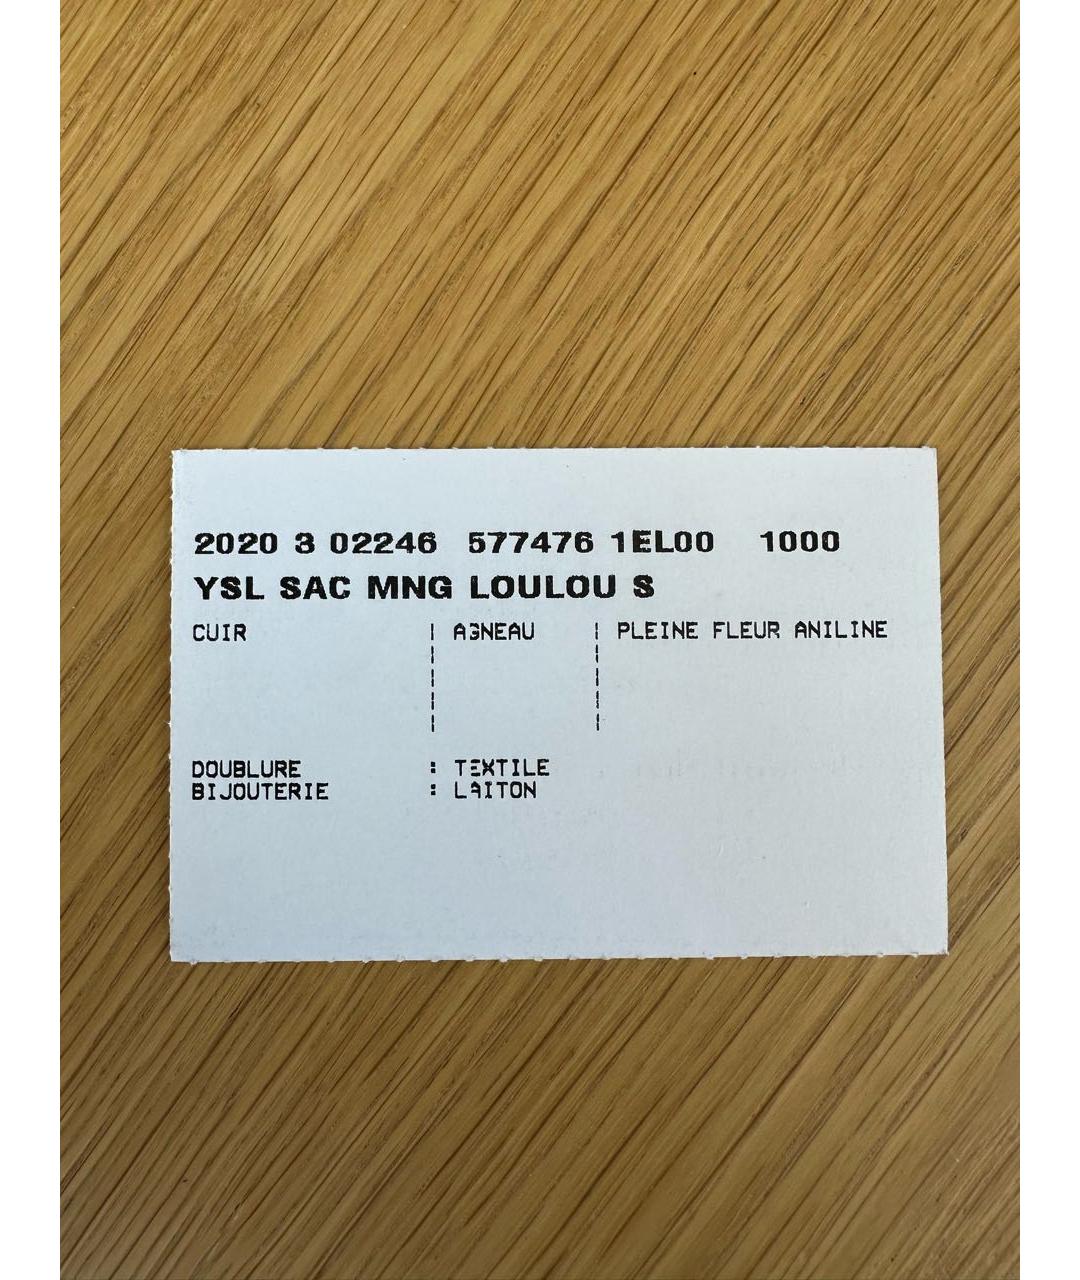 2020 3 02246 577476 1EL00 1000
YSL SAC MNG LOULOU S
CUIR | AGNEAU | PLEINE FLEUR ANILINE
DOUBLURE : TEXTILE
BIJOUTERIE : LAITON